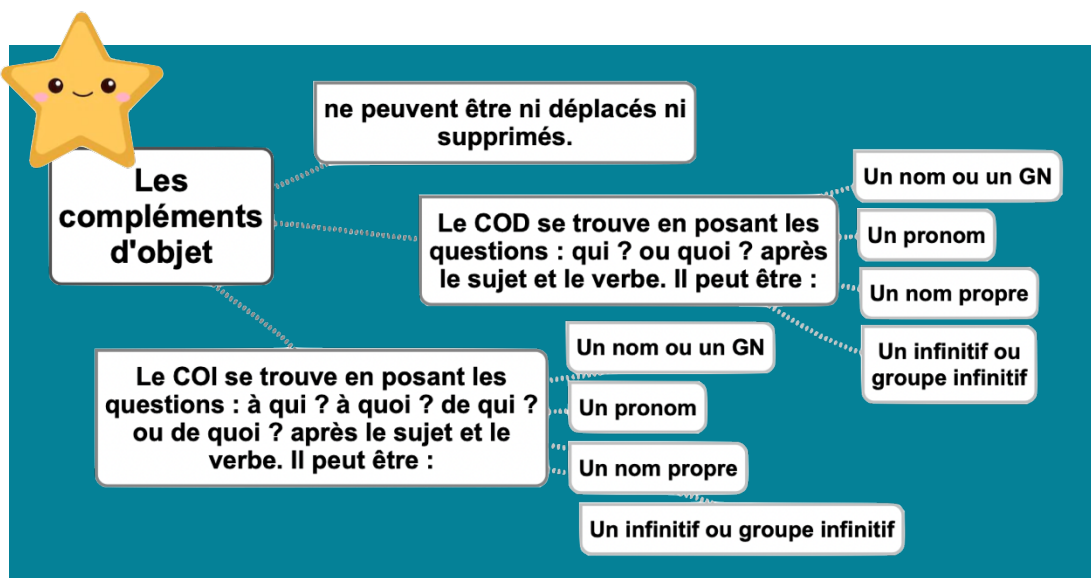 Les
compléments
d'objet
ne peuvent être ni déplacés ni
supprimés.
Le COD se trouve en posant les
questions : qui ? ou quoi ? après
le sujet et le verbe. Il peut être :
Un nom ou un GN
Un pronom
Un nom propre
Un infinitif ou
groupe infinitif
Le COI se trouve en posant les
questions : à qui ? à quoi ? de qui ?
ou de quoi ? après le sujet et le
verbe. Il peut être :
Un nom ou un GN
Un pronom
Un nom propre
Un infinitif ou groupe infinitif